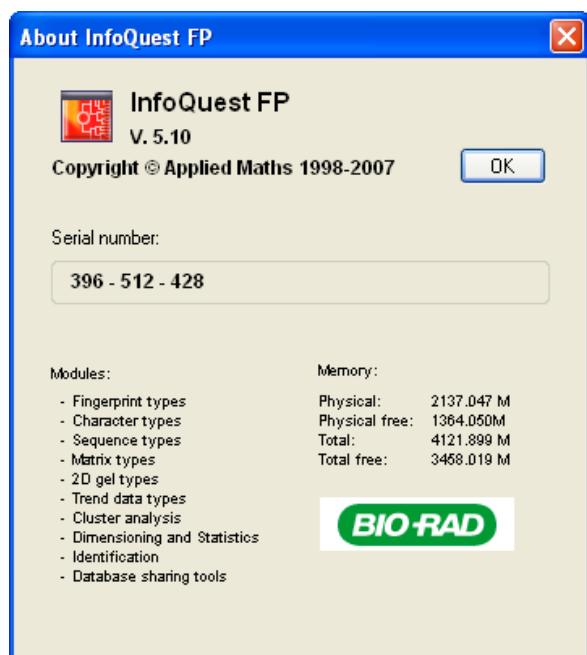 About InfoQuest FP
InfoQuest FP
V. 5.10
Copyright © Applied Maths 1998-2007
OK
Serial number:
396 - 512 - 428
Modules:
- Fingerprint types
- Character types
- Sequence types
- Matrix types
- 2D gel types
- Trend data types
- Cluster analysis
- Dimensioning and Statistics
- Identification
- Database sharing tools
Memory:
Physical: 2137.047 M
Physical free: 1364.050M
Total: 4121.899 M
Total free: 3458.019 M
BIO-RAD